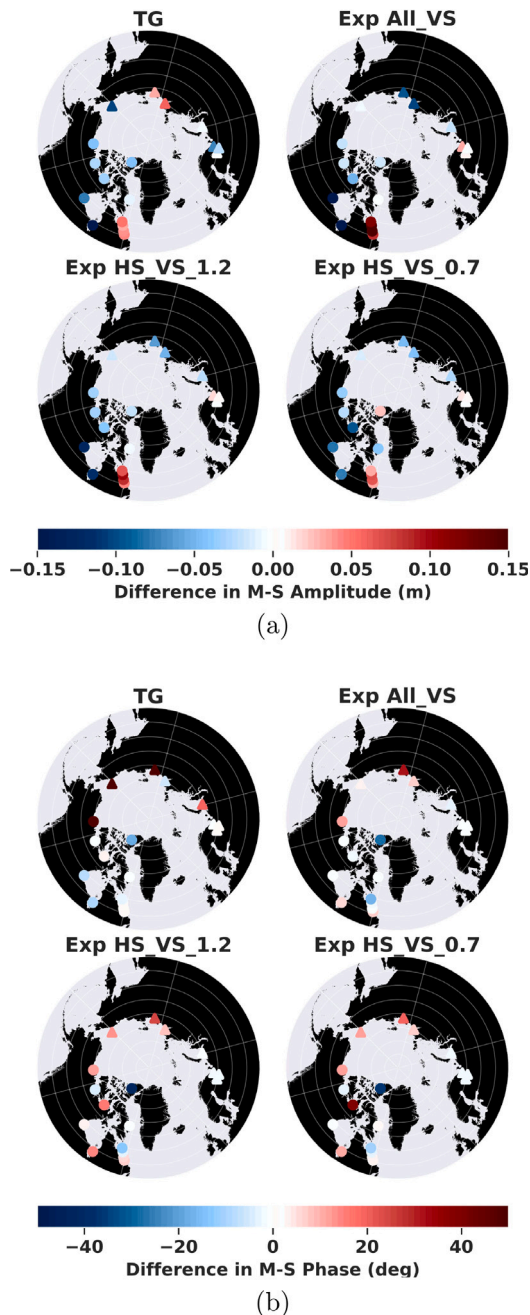 TG Exp All_VS
Exp HS_VS_1.2 Exp HS_VS_0.7
−0.15 −0.10 −0.05 0.00 0.05 0.10 0.15
Difference in M-S Amplitude (m)
(a)
TG Exp All_VS
Exp HS_VS_1.2 Exp HS_VS_0.7
−40 −20 0 20 40
Difference in M-S Phase (deg)
(b)